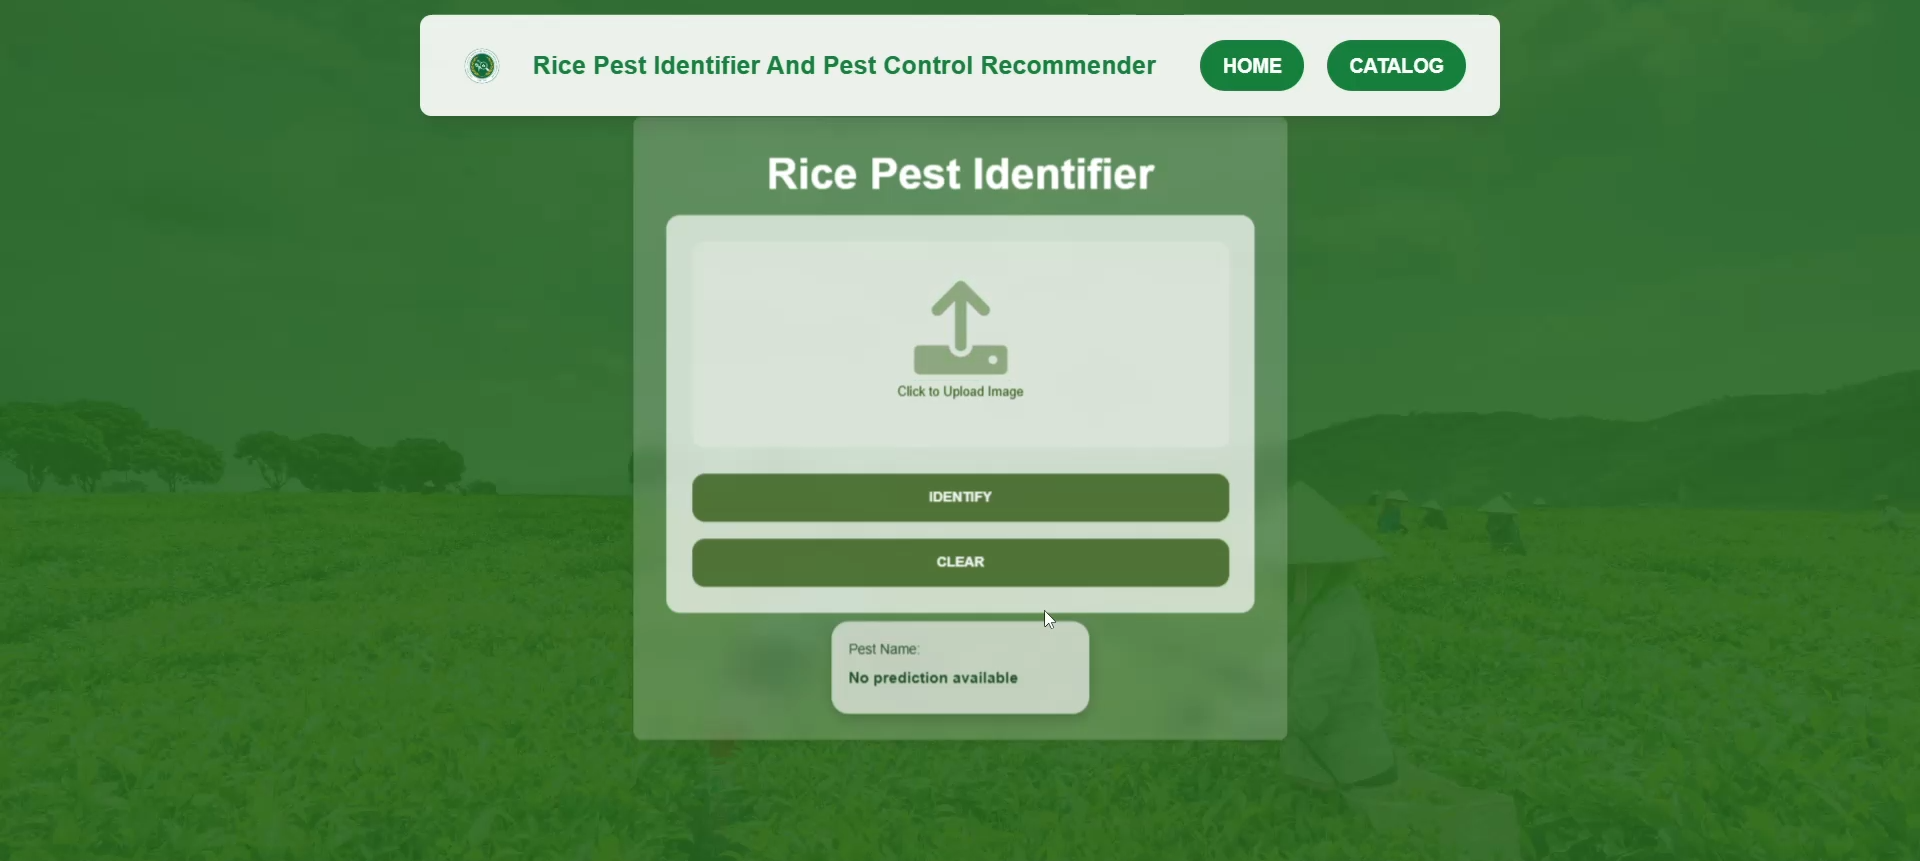 Rice Pest Identifier And Pest Control Recommender
HOME
CATALOG
Rice Pest Identifier
Click to Upload Image
IDENTIFY
CLEAR
Pest Name:
No prediction available